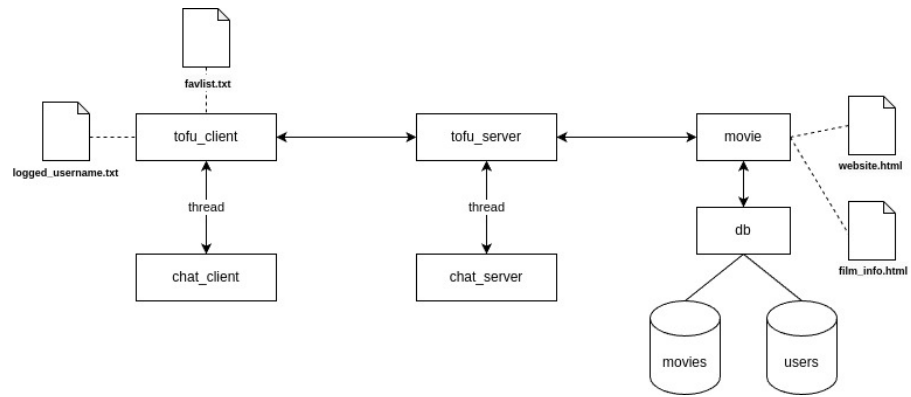 favlist.txt
tofu_client
tofu_server
movie
logged_username.txt
website.html
thread
thread
db
film_info.html
chat_client
chat_server
movies
users